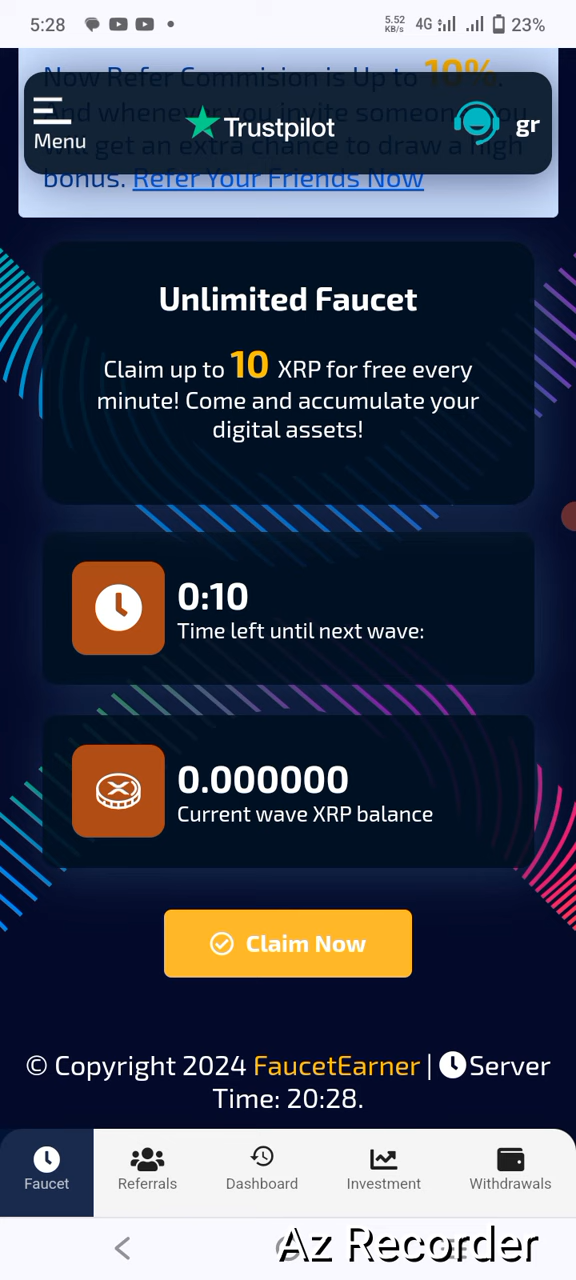 5:28
5.52 KB/s 4G 23%
Now Refer Commision is Up to 10%.
And whenever you invite someone, you
will get an extra chance to draw a high
bonus. Refer Your Friends Now
Menu
Trustpilot
gr
Unlimited Faucet
Claim up to 10 XRP for free every
minute! Come and accumulate your
digital assets!
0:10
Time left until next wave:
0.000000
Current wave XRP balance
Claim Now
© Copyright 2024 FaucetEarner | Server
Time: 20:28.
Faucet Referrals Dashboard Investment Withdrawals
Az Recorder